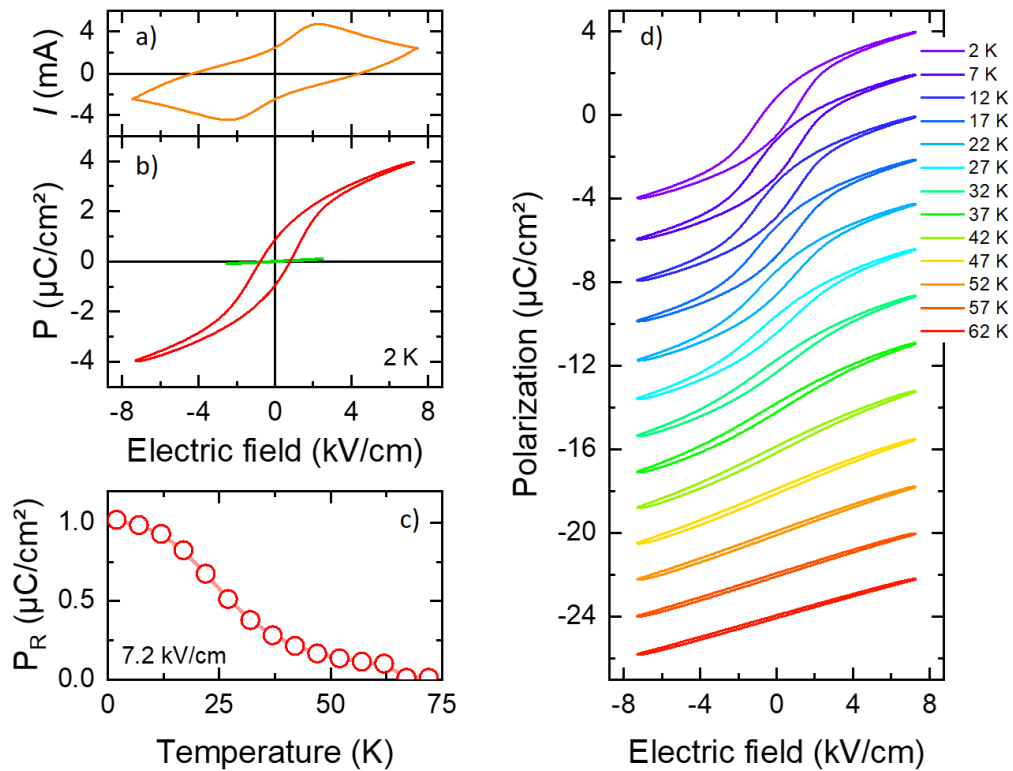 a)
4
0
-4
I (mA)
b)
4
2
0
-2
-4
P (µC/cm²)
2 K
-8
-4
0
4
8
Electric field (kV/cm)
c)
1.0
0.5
0.0
P_R (µC/cm²)
7.2 kV/cm
0
25
50
75
Temperature (K)
d)
4
0
-4
-8
-12
-16
-20
-24
Polarization (µC/cm²)
-8
-4
0
4
8
Electric field (kV/cm)
2 K
7 K
12 K
17 K
22 K
27 K
32 K
37 K
42 K
47 K
52 K
57 K
62 K